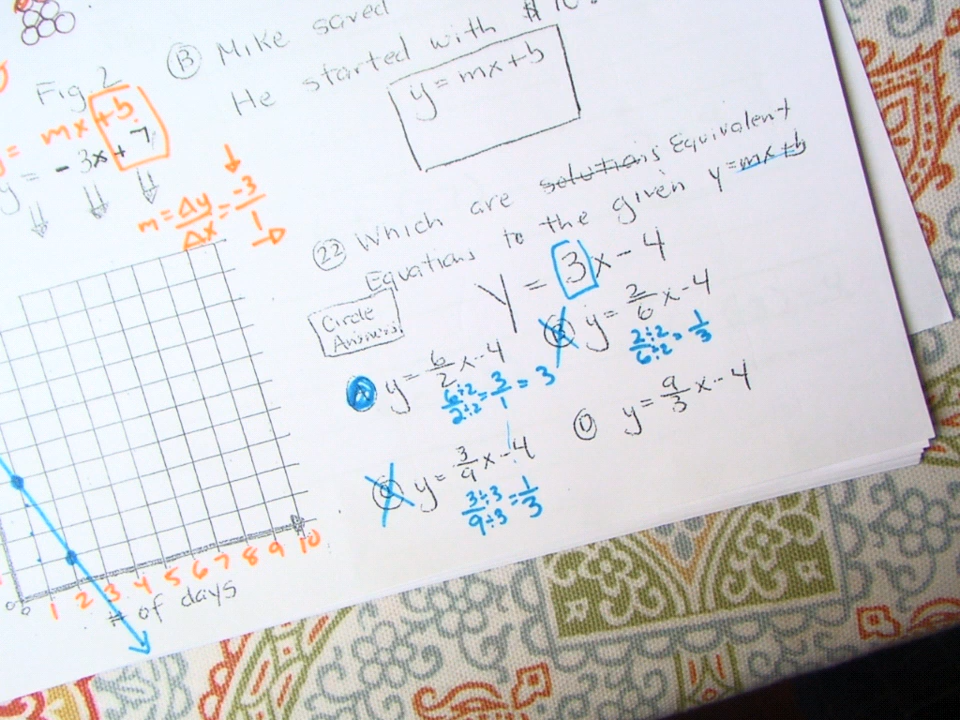 B Mike saved
He started with $10.
y = mx + b
Fig. 2
y = mx + b
y = -3x + 7
m = Δy/Δx = -3/1
22 Which are solutions Equivalent
Equations to the given y = mx + b
y = 3x - 4
Circle
Answers
A y = 6/2 x - 4
6÷2/2÷2 = 3/1 = 3
B y = 2/6 x - 4
2÷2/6÷2 = 1/3
C y = 3/9 x - 4
3÷3/9÷3 = 1/3
D y = 9/3 x - 4
0 1 2 3 4 5 6 7 8 9 10
# of days